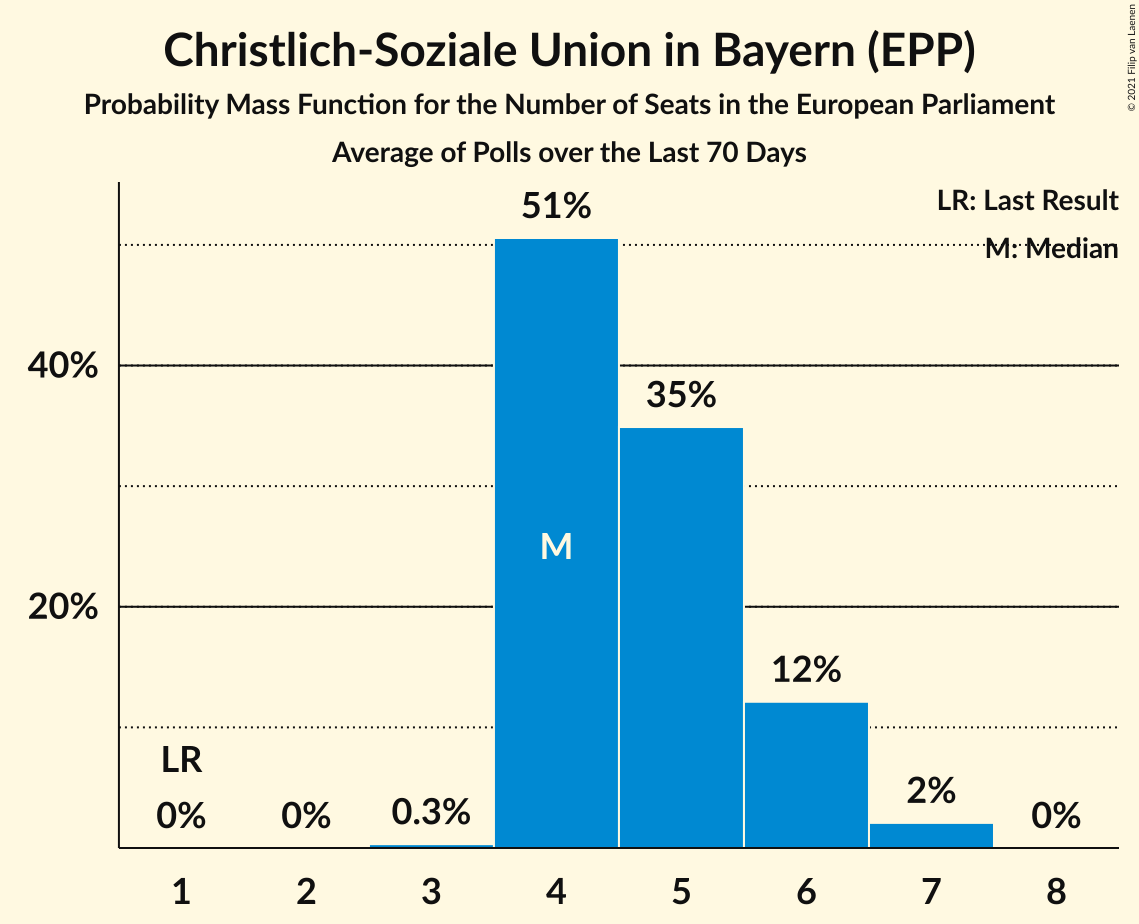 Christlich-Soziale Union in Bayern (EPP)
Probability Mass Function for the Number of Seats in the European Parliament
Average of Polls over the Last 70 Days
© 2021 Filip van Laenen
LR: Last Result
M: Median
51%
40%
35%
M
20%
12%
LR
0%
0%
0.3%
2%
0%
1 2 3 4 5 6 7 8